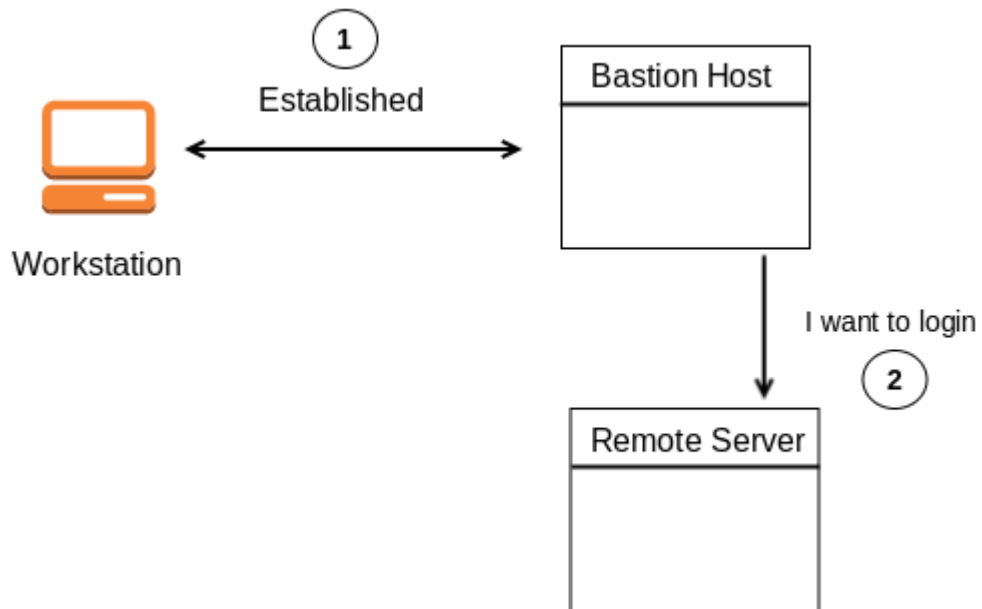 1
Established
Bastion Host
Workstation
I want to login
2
Remote Server